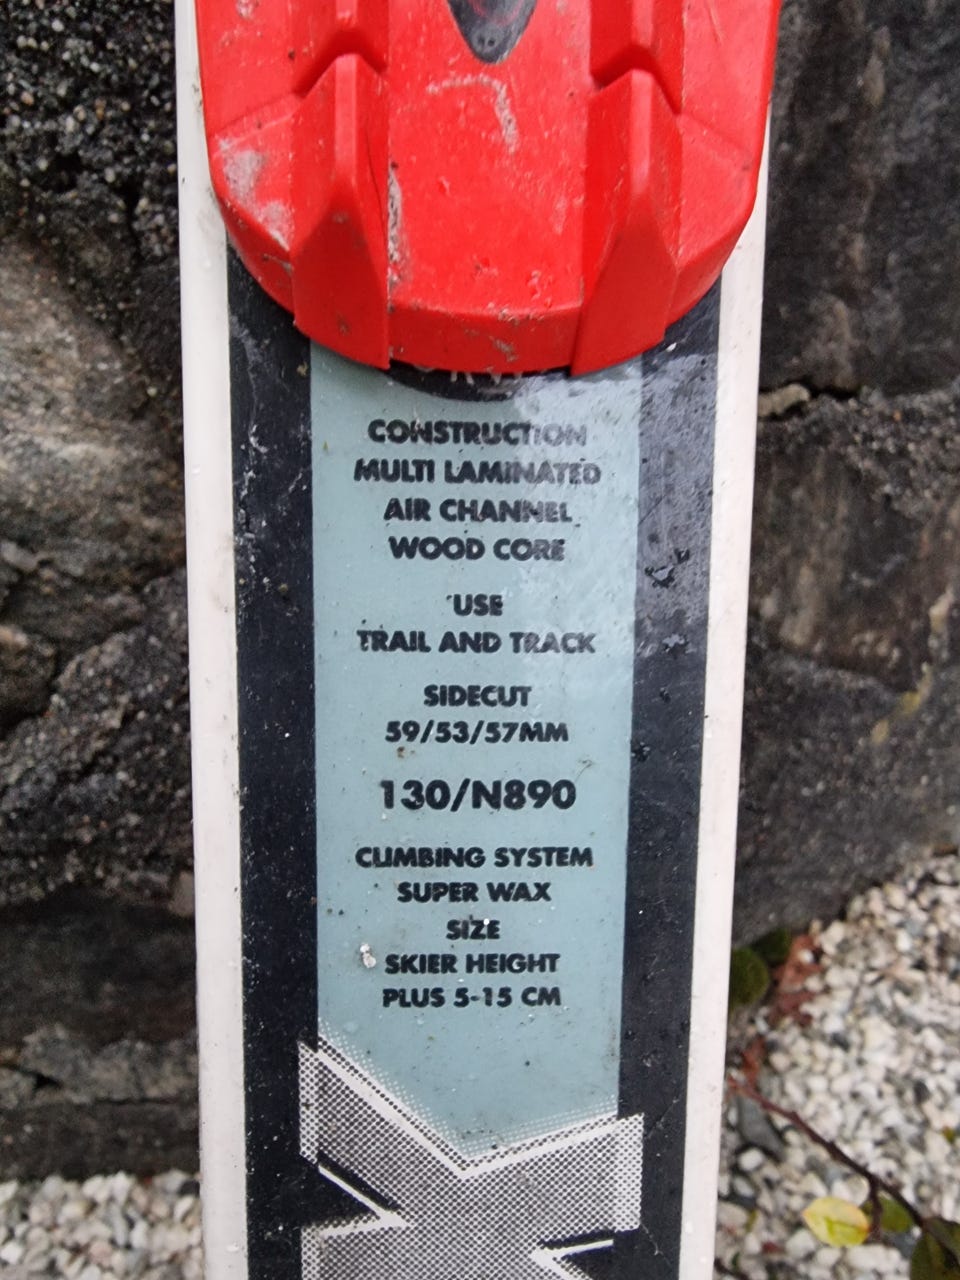 CONSTRUCTION
MULTI LAMINATED
AIR CHANNEL
WOOD CORE
USE
TRAIL AND TRACK
SIDECUT
59/53/57MM
130/N890
CLIMBING SYSTEM
SUPER WAX
SIZE
SKIER HEIGHT
PLUS 5-15 CM